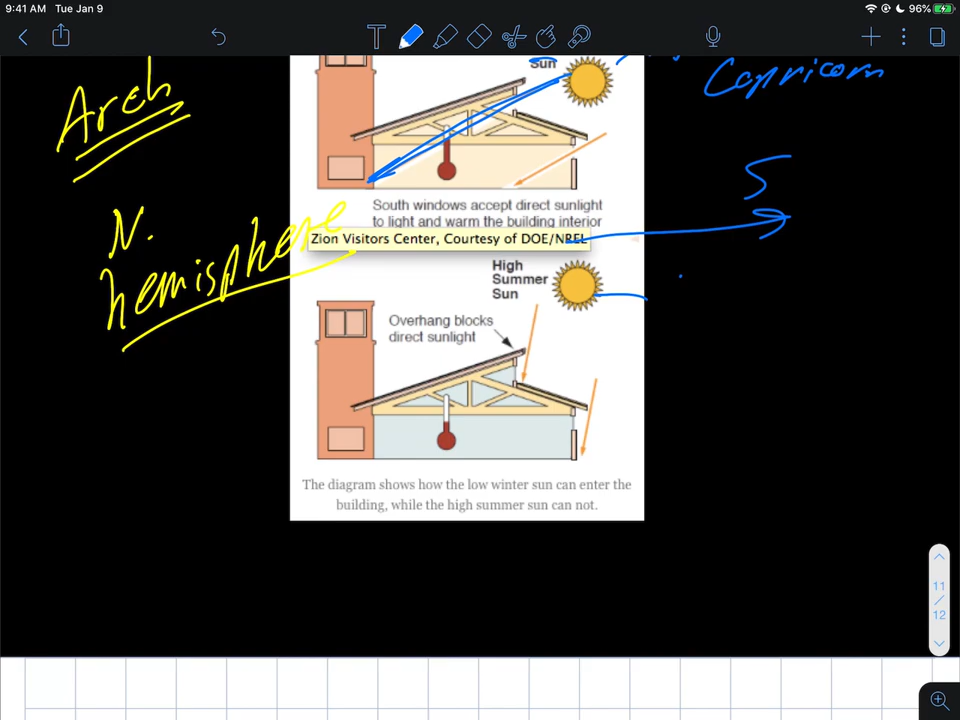 9:41 AM Tue Jan 9
96%
Sun
Capricorn
Arch
S
South windows accept direct sunlight
to light and warm the building interior
N.
hemisphere
Zion Visitors Center, Courtesy of DOE/NREL
High
Summer
Sun
Overhang blocks
direct sunlight
The diagram shows how the low winter sun can enter the
building, while the high summer sun can not.
11
/
12